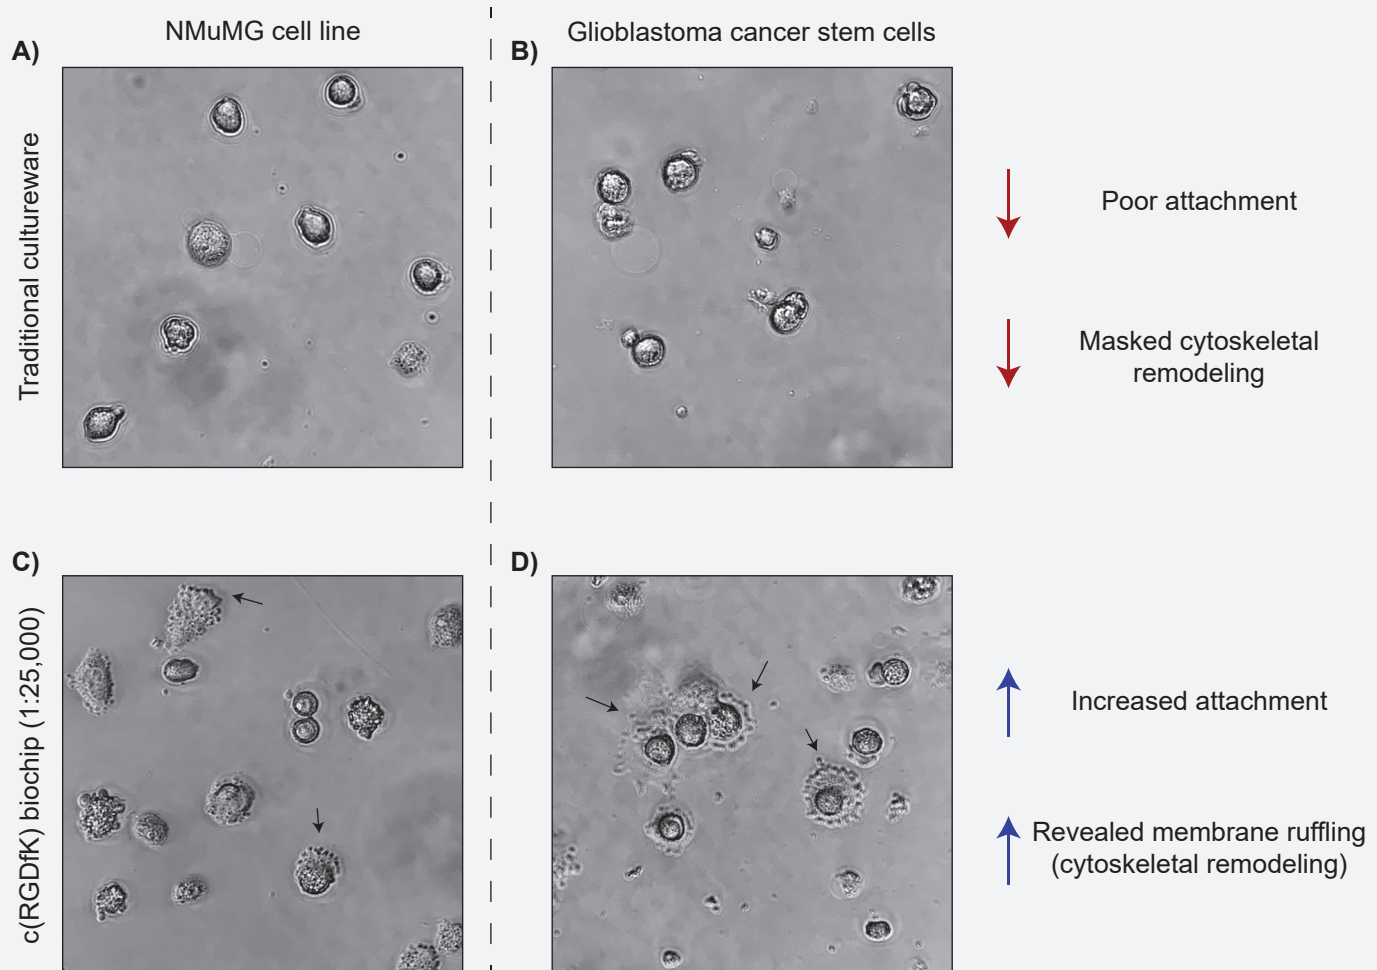 NMuMG cell line
Glioblastoma cancer stem cells
A)
B)
Traditional cultureware
Poor attachment
Masked cytoskeletal
remodeling
C)
D)
c(RGDfK) biochip (1:25,000)
Increased attachment
Revealed membrane ruffling
(cytoskeletal remodeling)